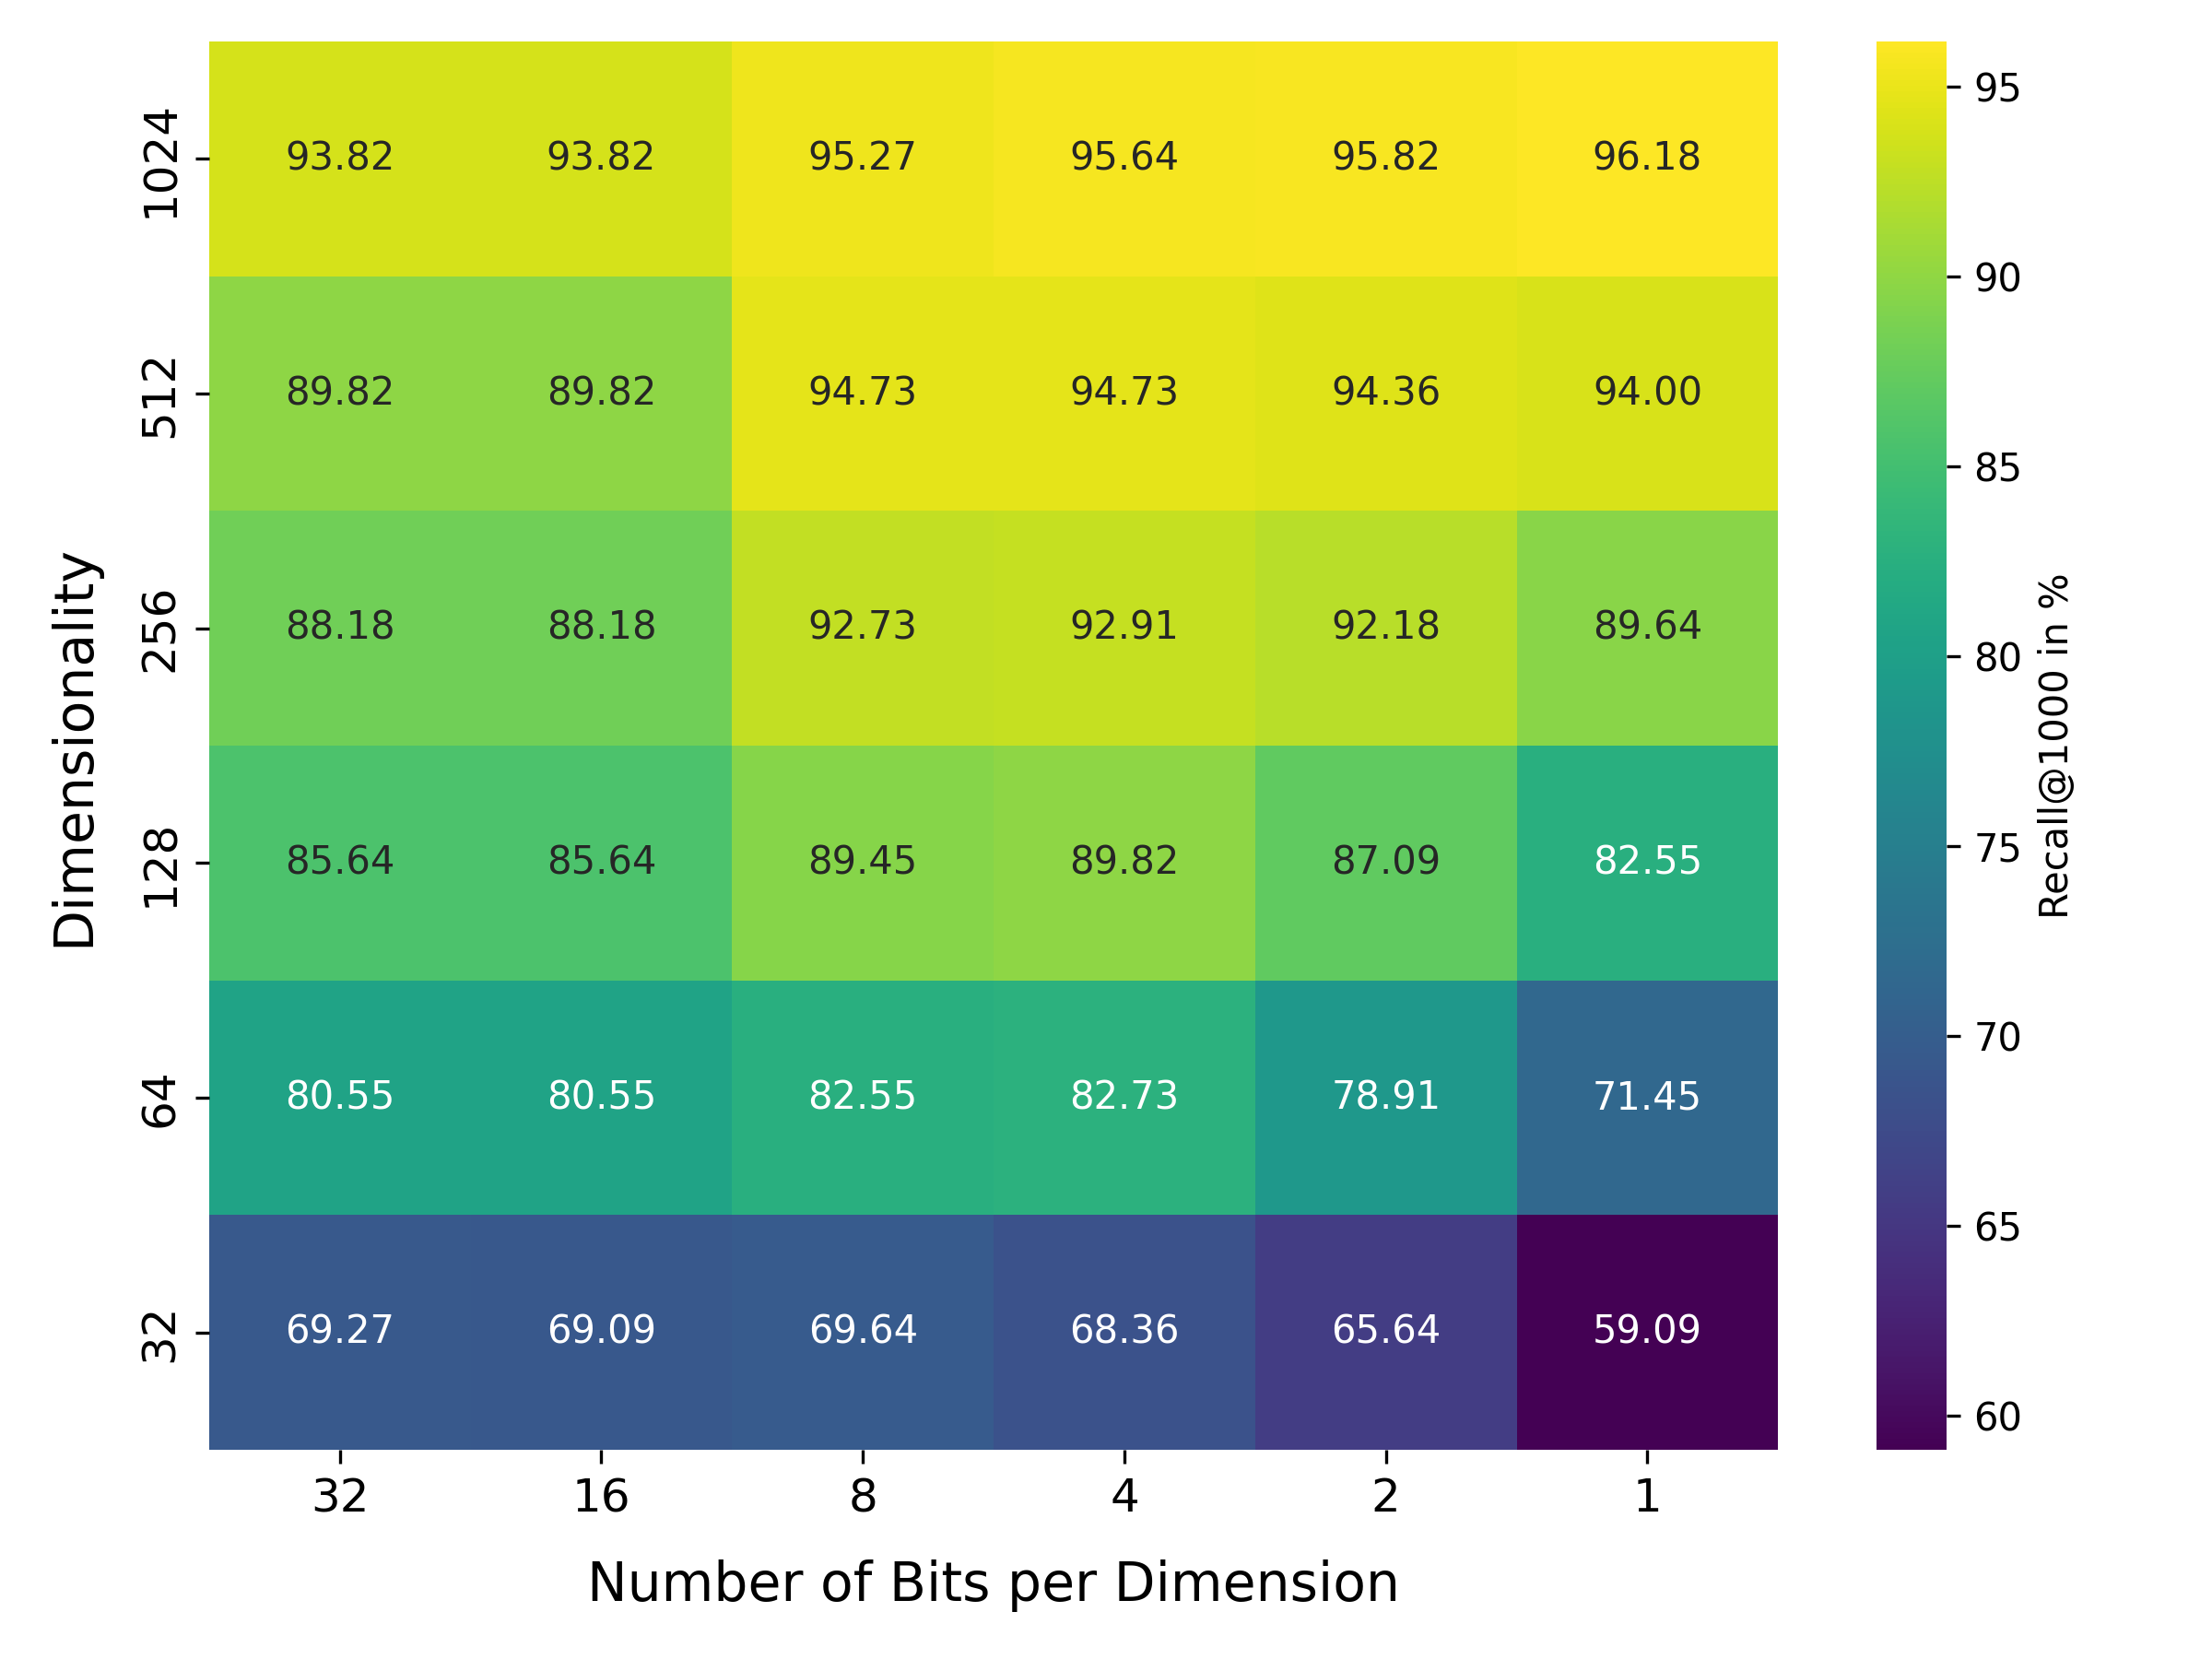 1024 93.82 93.82 95.27 95.64 95.82 96.18
512 89.82 89.82 94.73 94.73 94.36 94.00
256 88.18 88.18 92.73 92.91 92.18 89.64
128 85.64 85.64 89.45 89.82 87.09 82.55
64 80.55 80.55 82.55 82.73 78.91 71.45
32 69.27 69.09 69.64 68.36 65.64 59.09
32 16 8 4 2 1
Number of Bits per Dimension
Dimensionality
95
90
85
80
75
70
65
60
Recall@1000 in %